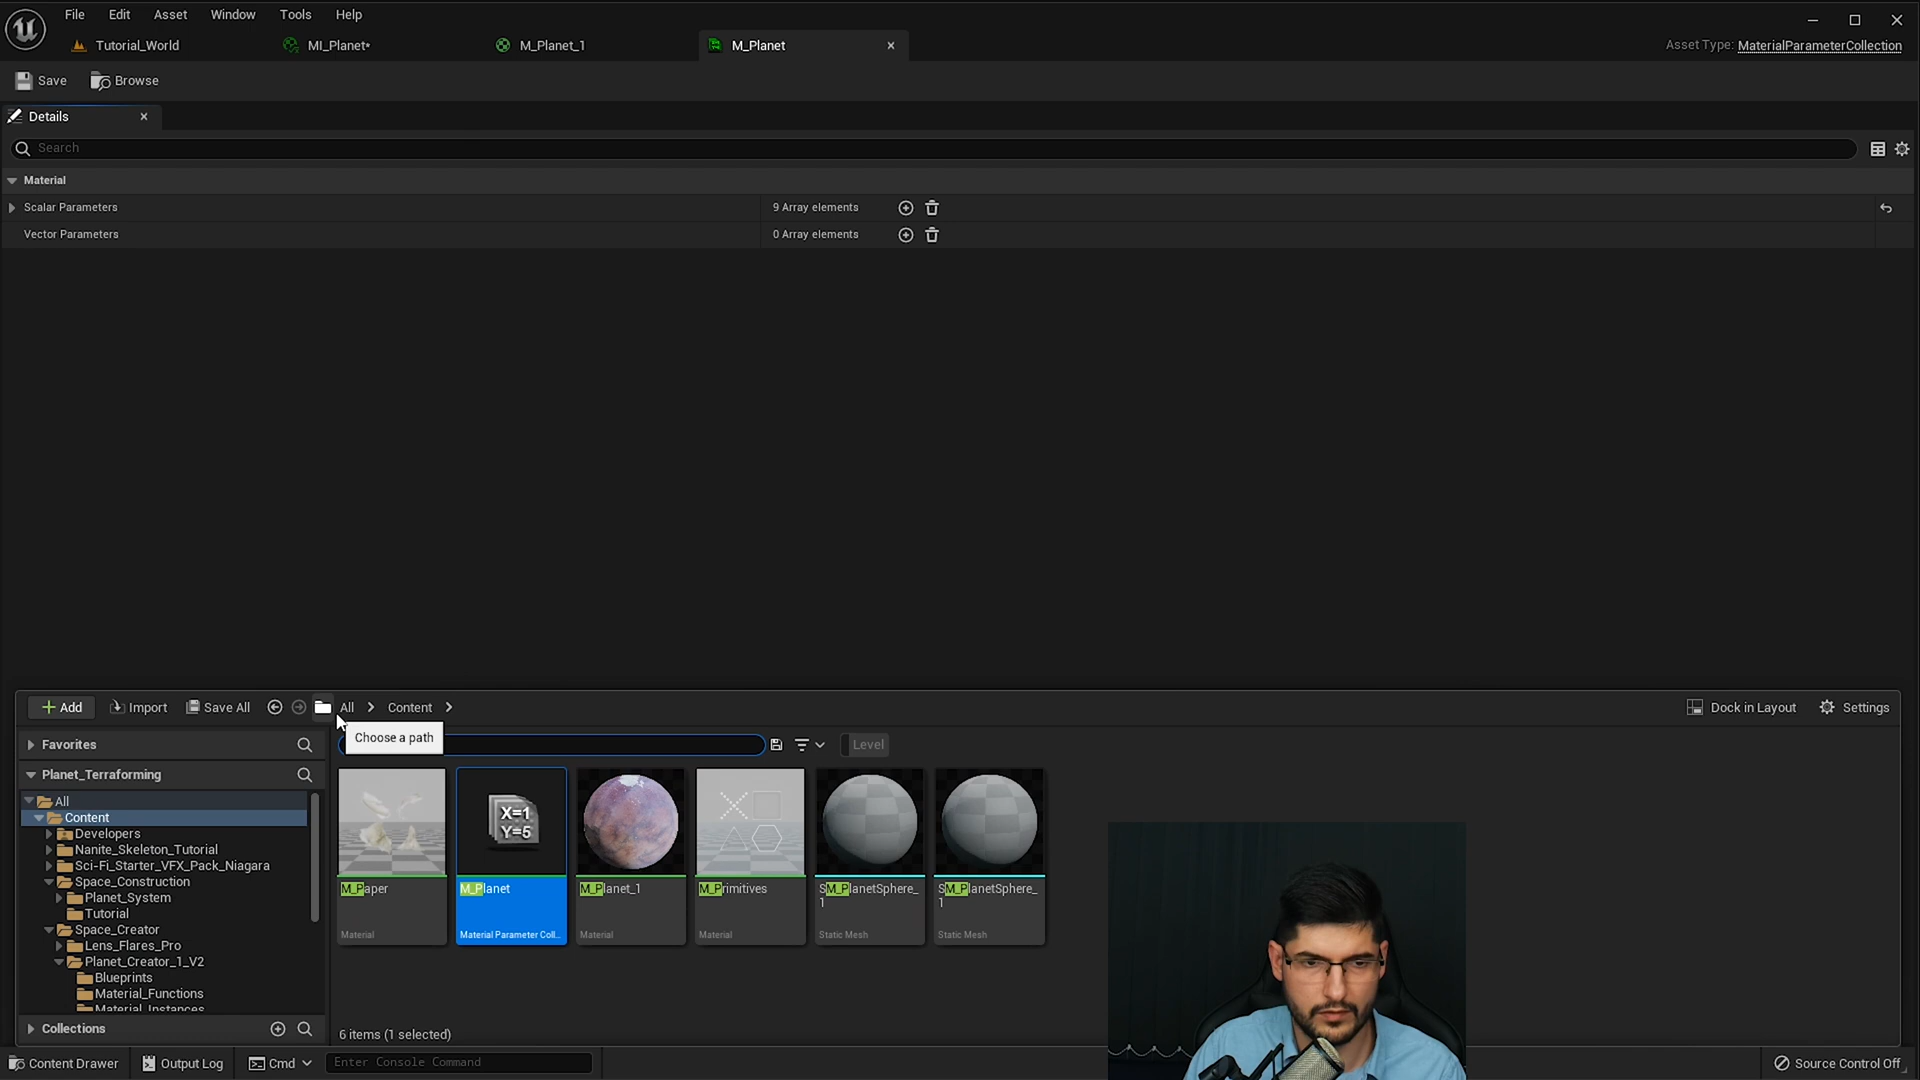 File Edit Asset Window Tools Help
Tutorial_World MI_Planet* M_Planet_1 M_Planet Asset Type: MaterialParameterCollection
Save Browse
Details
Search
Material
Scalar Parameters 9 Array elements
Vector Parameters 0 Array elements
Add Import Save All All Content Dock in Layout Settings
Choose a path
Favorites Level
Planet_Terraforming
All
Content
Developers
Nanite_Skeleton_Tutorial
Sci-Fi_Starter_VFX_Pack_Niagara
Space_Construction
Planet_System
Tutorial
Space_Creator
Lens_Flares_Pro
Planet_Creator_1_V2
Blueprints
Material_Functions
Material_Instances
Collections
X=1
Y=5
M_Paper
Material
M_Planet
Material Parameter Coll...
M_Planet_1
Material
M_Primitives
Material
SM_PlanetSphere_
1
Static Mesh
SM_PlanetSphere_
1
Static Mesh
6 items (1 selected)
Content Drawer Output Log Cmd Enter Console Command Source Control Off